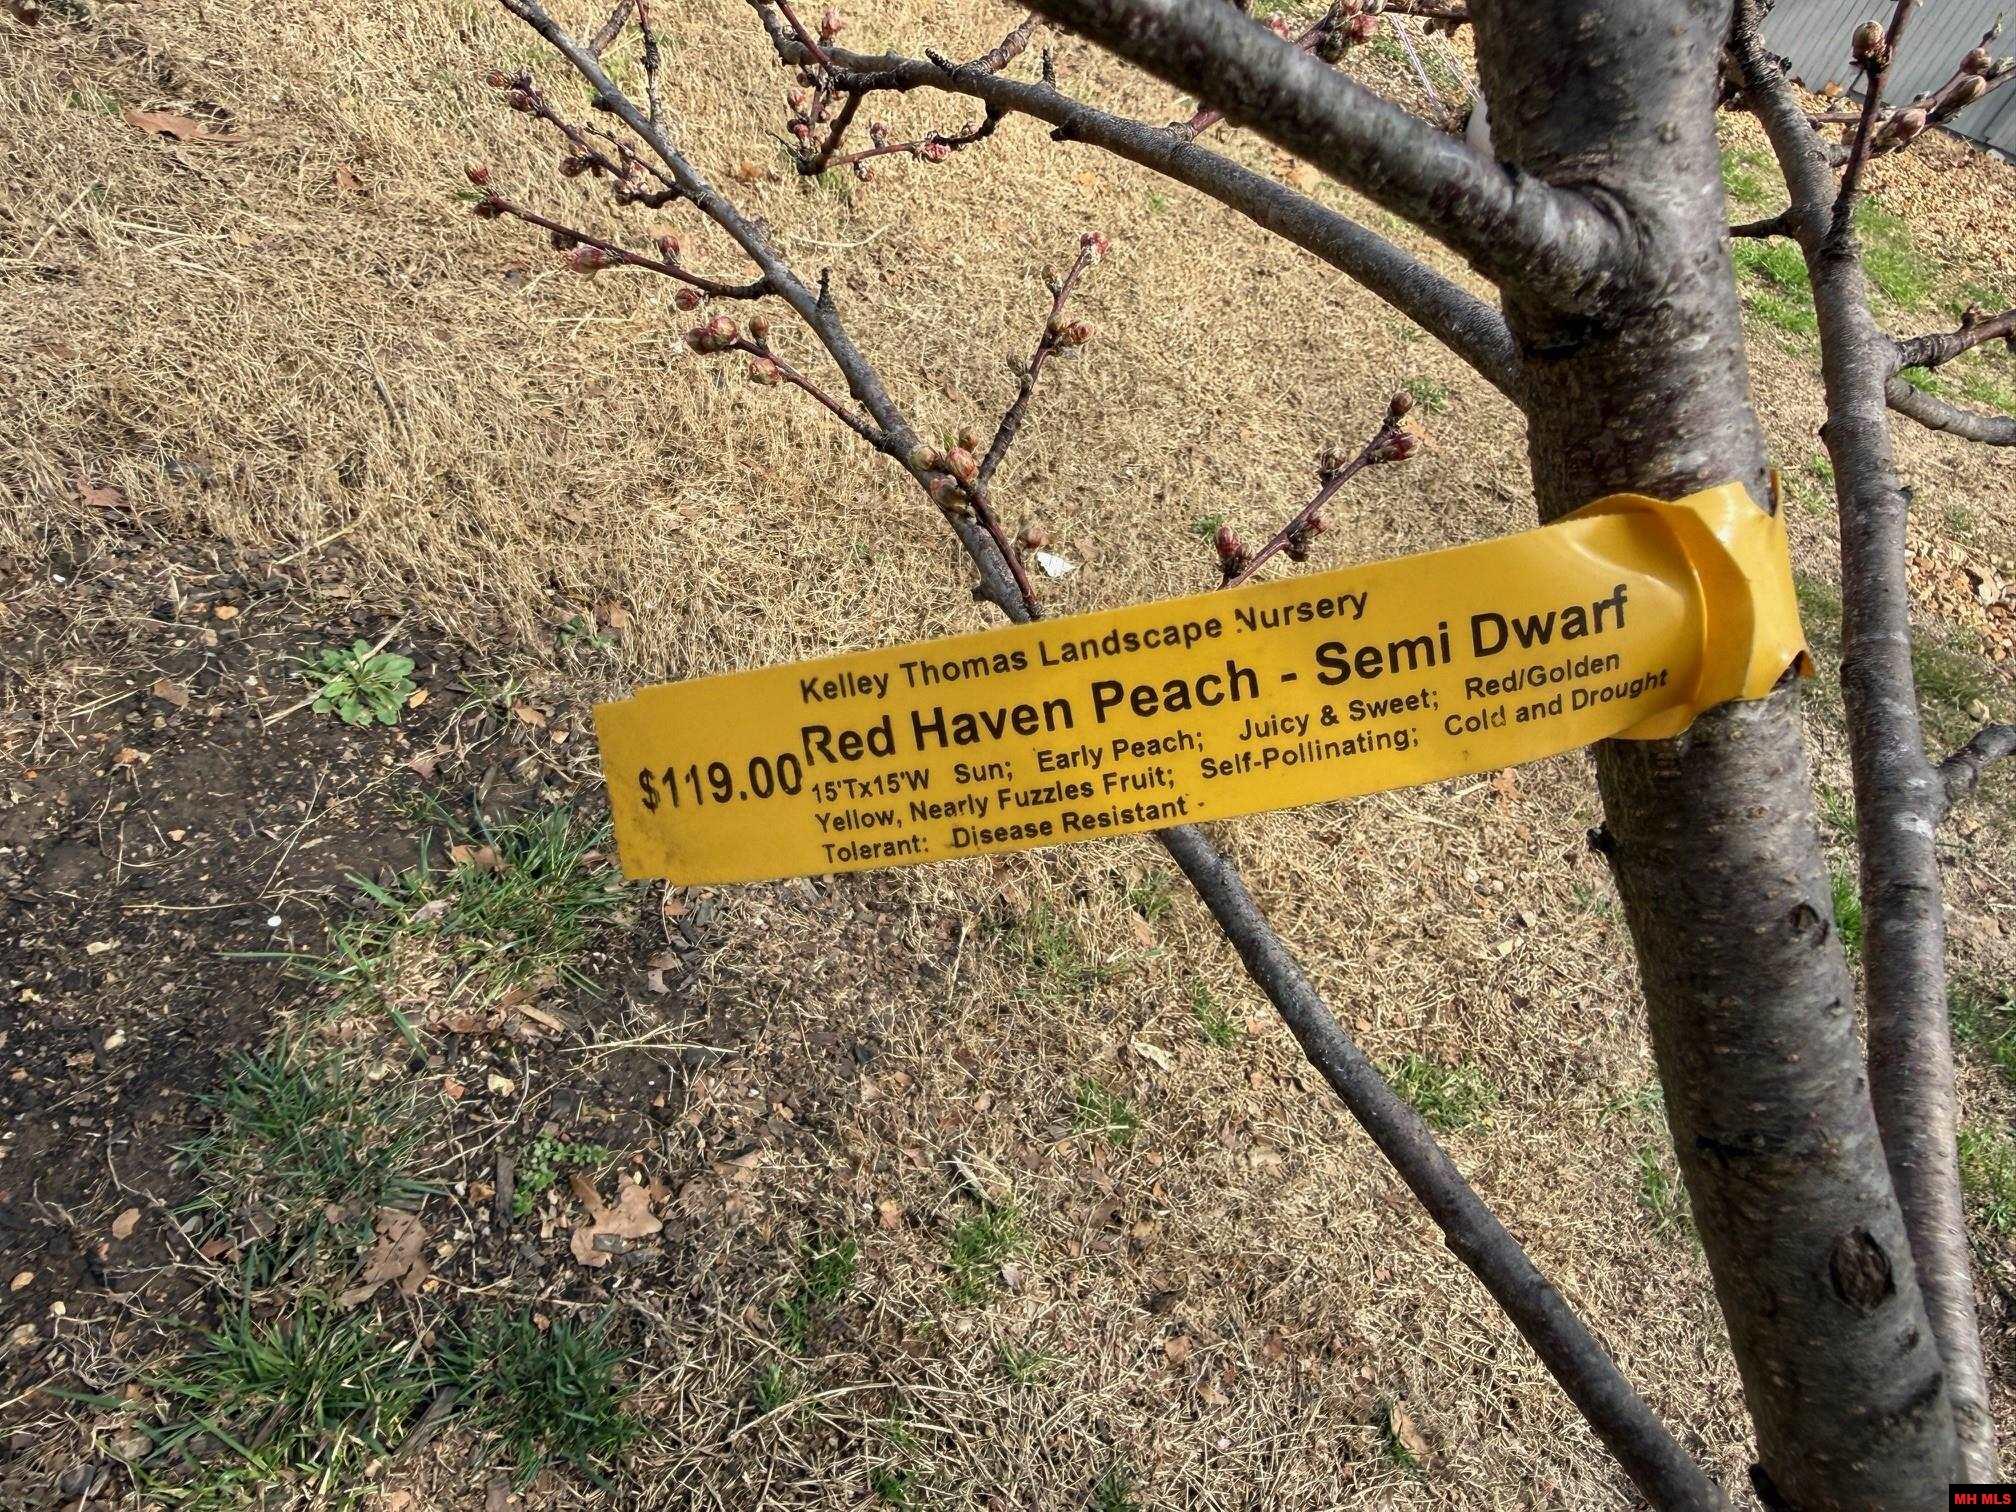 Kelley Thomas Landscape Nursery
$119.00 Red Haven Peach - Semi Dwarf
15'Tx15'W Sun; Early Peach; Juicy & Sweet; Red/Golden
Yellow, Nearly Fuzzles Fruit; Self-Pollinating; Cold and Drought
Tolerant: Disease Resistant
MH MLS